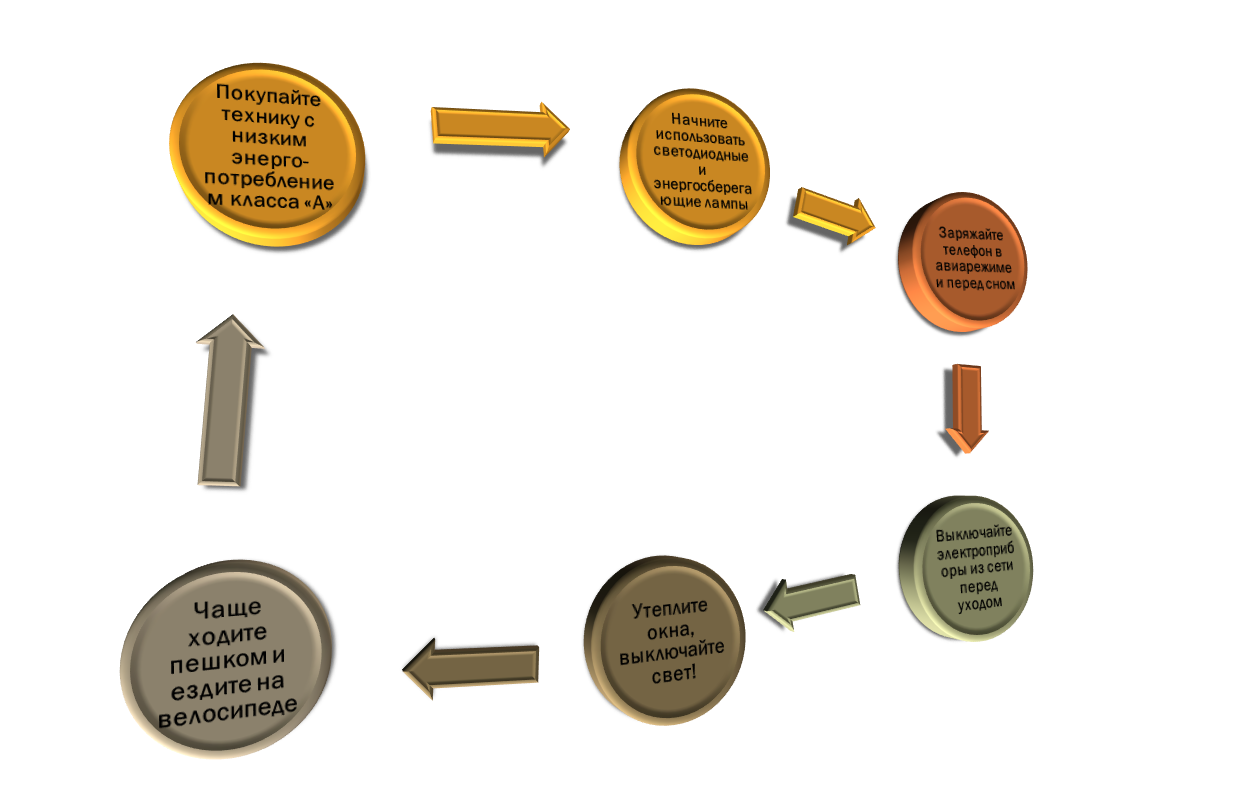 Покупайте
технику с
низким
энерго-
потребление
м класса «А»
Начните
использовать
светодиодные
и
энергосберега
ющие лампы
Заряжайте
телефон в
авиарежиме
и перед сном
Выключайте
электроприб
оры из сети
перед
уходом
Утеплите
окна,
выключайте
свет!
Чаще
ходите
пешком и
ездите на
велосипеде